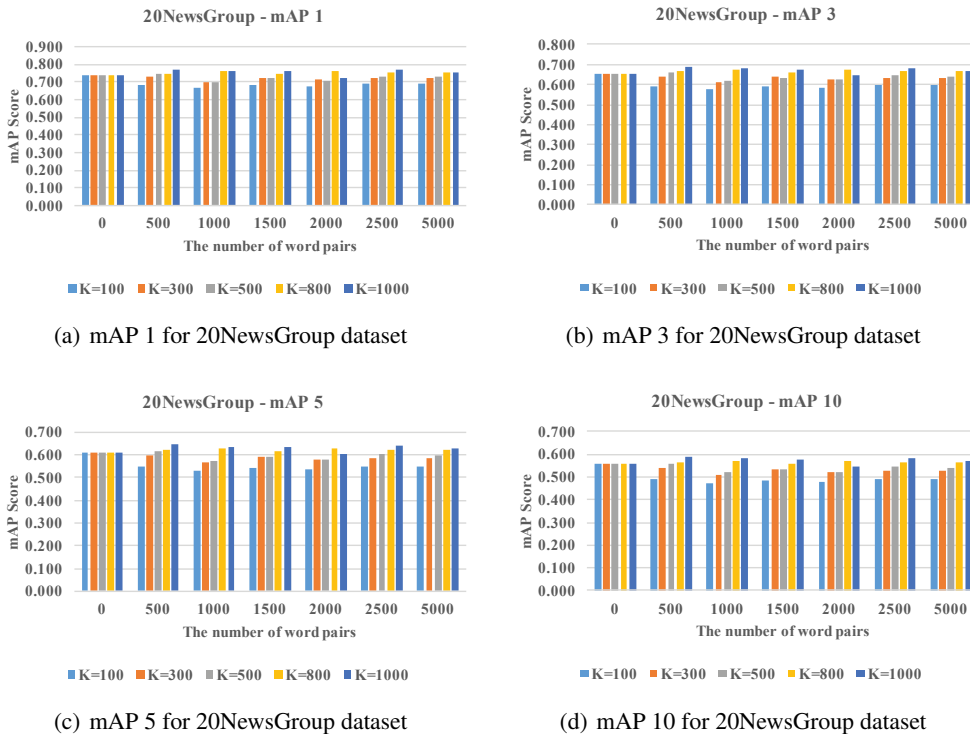 20NewsGroup - mAP 1
mAP Score
0.900
0.800
0.700
0.600
0.500
0.400
0.300
0.200
0.100
0.000
0 500 1000 1500 2000 2500 5000
The number of word pairs
K=100 K=300 K=500 K=800 K=1000
(a) mAP 1 for 20NewsGroup dataset
20NewsGroup - mAP 3
mAP Score
0.800
0.700
0.600
0.500
0.400
0.300
0.200
0.100
0.000
0 500 1000 1500 2000 2500 5000
The number of word pairs
K=100 K=300 K=500 K=800 K=1000
(b) mAP 3 for 20NewsGroup dataset
20NewsGroup - mAP 5
mAP Score
0.700
0.600
0.500
0.400
0.300
0.200
0.100
0.000
0 500 1000 1500 2000 2500 5000
The number of word pairs
K=100 K=300 K=500 K=800 K=1000
(c) mAP 5 for 20NewsGroup dataset
20NewsGroup - mAP 10
mAP Score
0.700
0.600
0.500
0.400
0.300
0.200
0.100
0.000
0 500 1000 1500 2000 2500 5000
The number of word pairs
K=100 K=300 K=500 K=800 K=1000
(d) mAP 10 for 20NewsGroup dataset